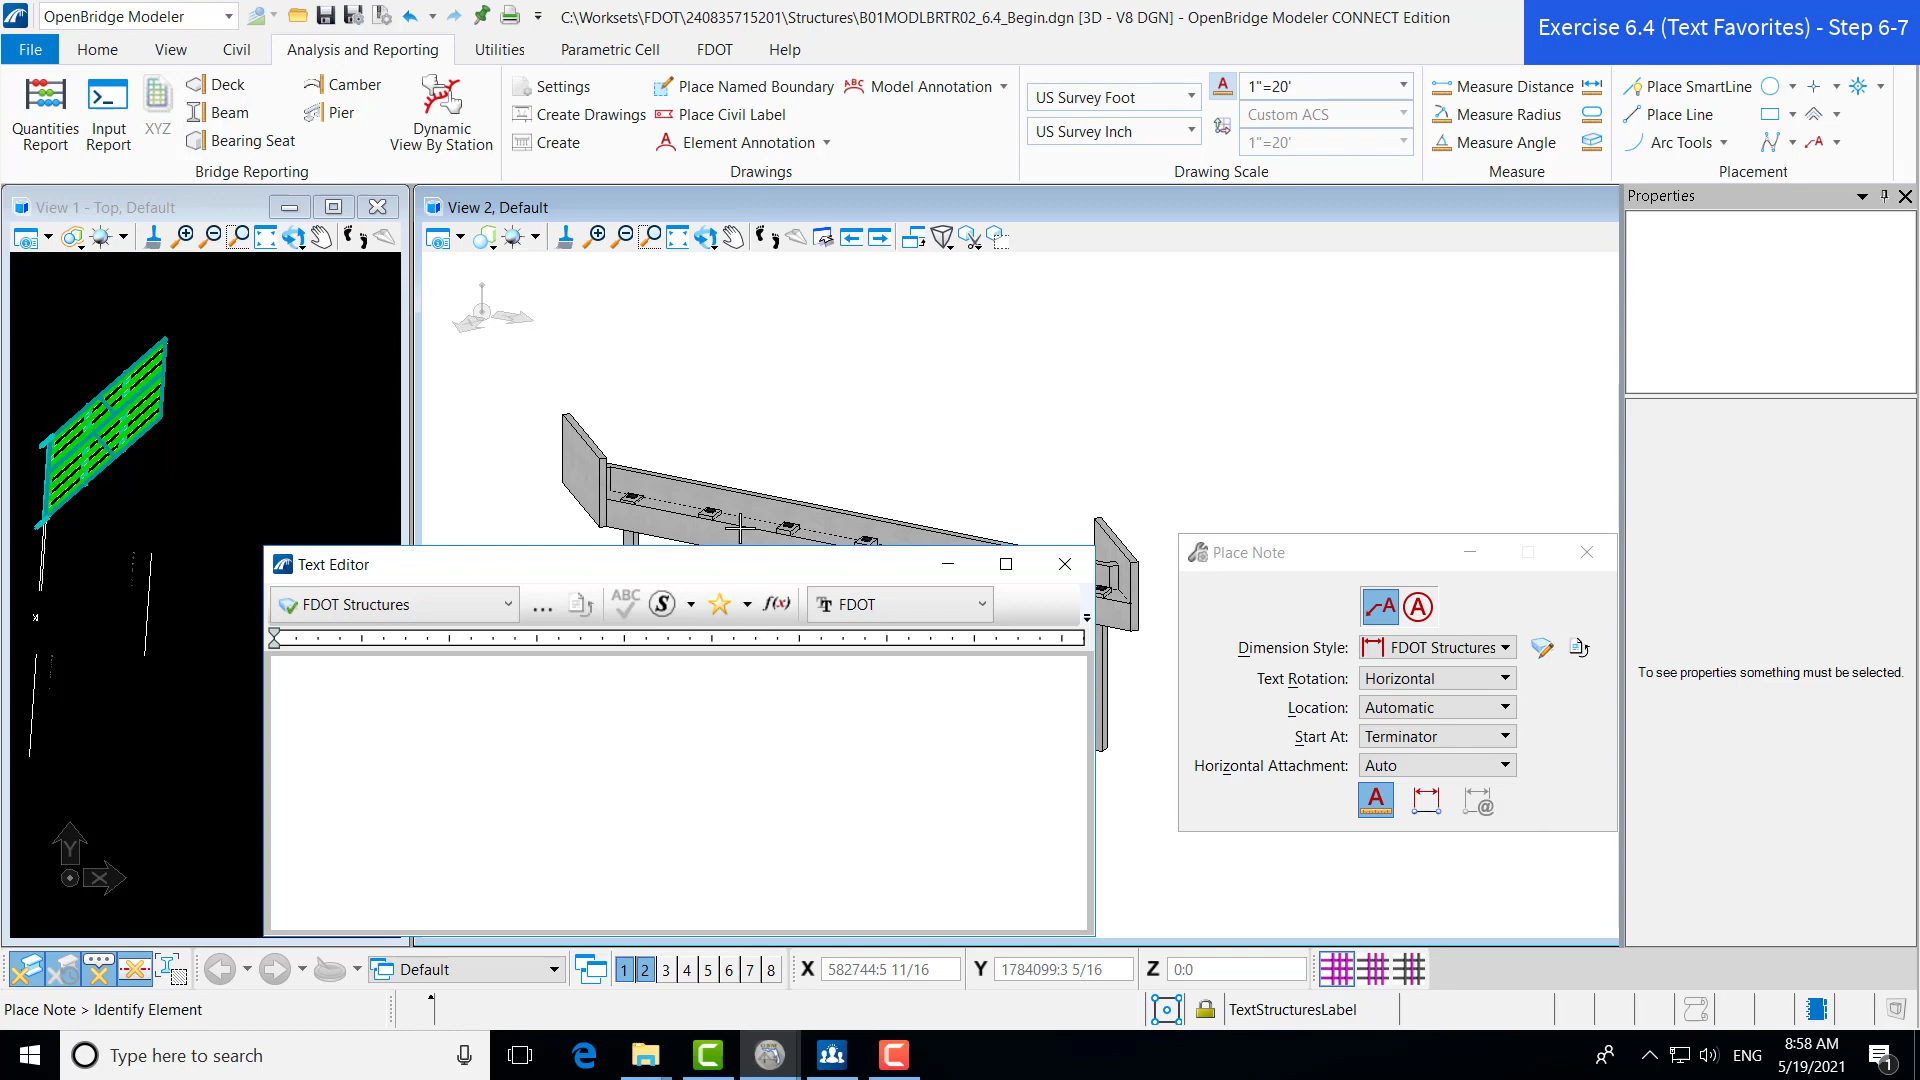 OpenBridge Modeler
C:\Worksets\FDOT\240835715201\Structures\B01MODLBRTR02_6.4_Begin.dgn [3D - V8 DGN] - OpenBridge Modeler CONNECT Edition
Exercise 6.4 (Text Favorites) - Step 6-7
File
Home
View
Civil
Analysis and Reporting
Utilities
Parametric Cell
FDOT
Help
Quantities Report
Input Report
XYZ
Deck
Beam
Bearing Seat
Camber
Pier
Dynamic View By Station
Bridge Reporting
Settings
Create Drawings
Create
Place Named Boundary
Place Civil Label
Element Annotation
ABC
Model Annotation
Drawings
US Survey Foot
US Survey Inch
A
1"=20'
Custom ACS
1"=20'
Drawing Scale
Measure Distance
Measure Radius
Measure Angle
Measure
Place SmartLine
Place Line
Arc Tools
Placement
View 1 - Top, Default
View 2, Default
Properties
To see properties something must be selected.
Text Editor
FDOT Structures
...
ABC
S
f(x)
FDOT
Place Note
A
A
Dimension Style:
FDOT Structures
Text Rotation:
Horizontal
Location:
Automatic
Start At:
Terminator
Horizontal Attachment:
Auto
A
@
Y
X
Default
1 2 3 4 5 6 7 8
X 582744:5 11/16
Y 1784099:3 5/16
Z 0:0
Place Note > Identify Element
TextStructuresLabel
Type here to search
ENG
8:58 AM
5/19/2021
1